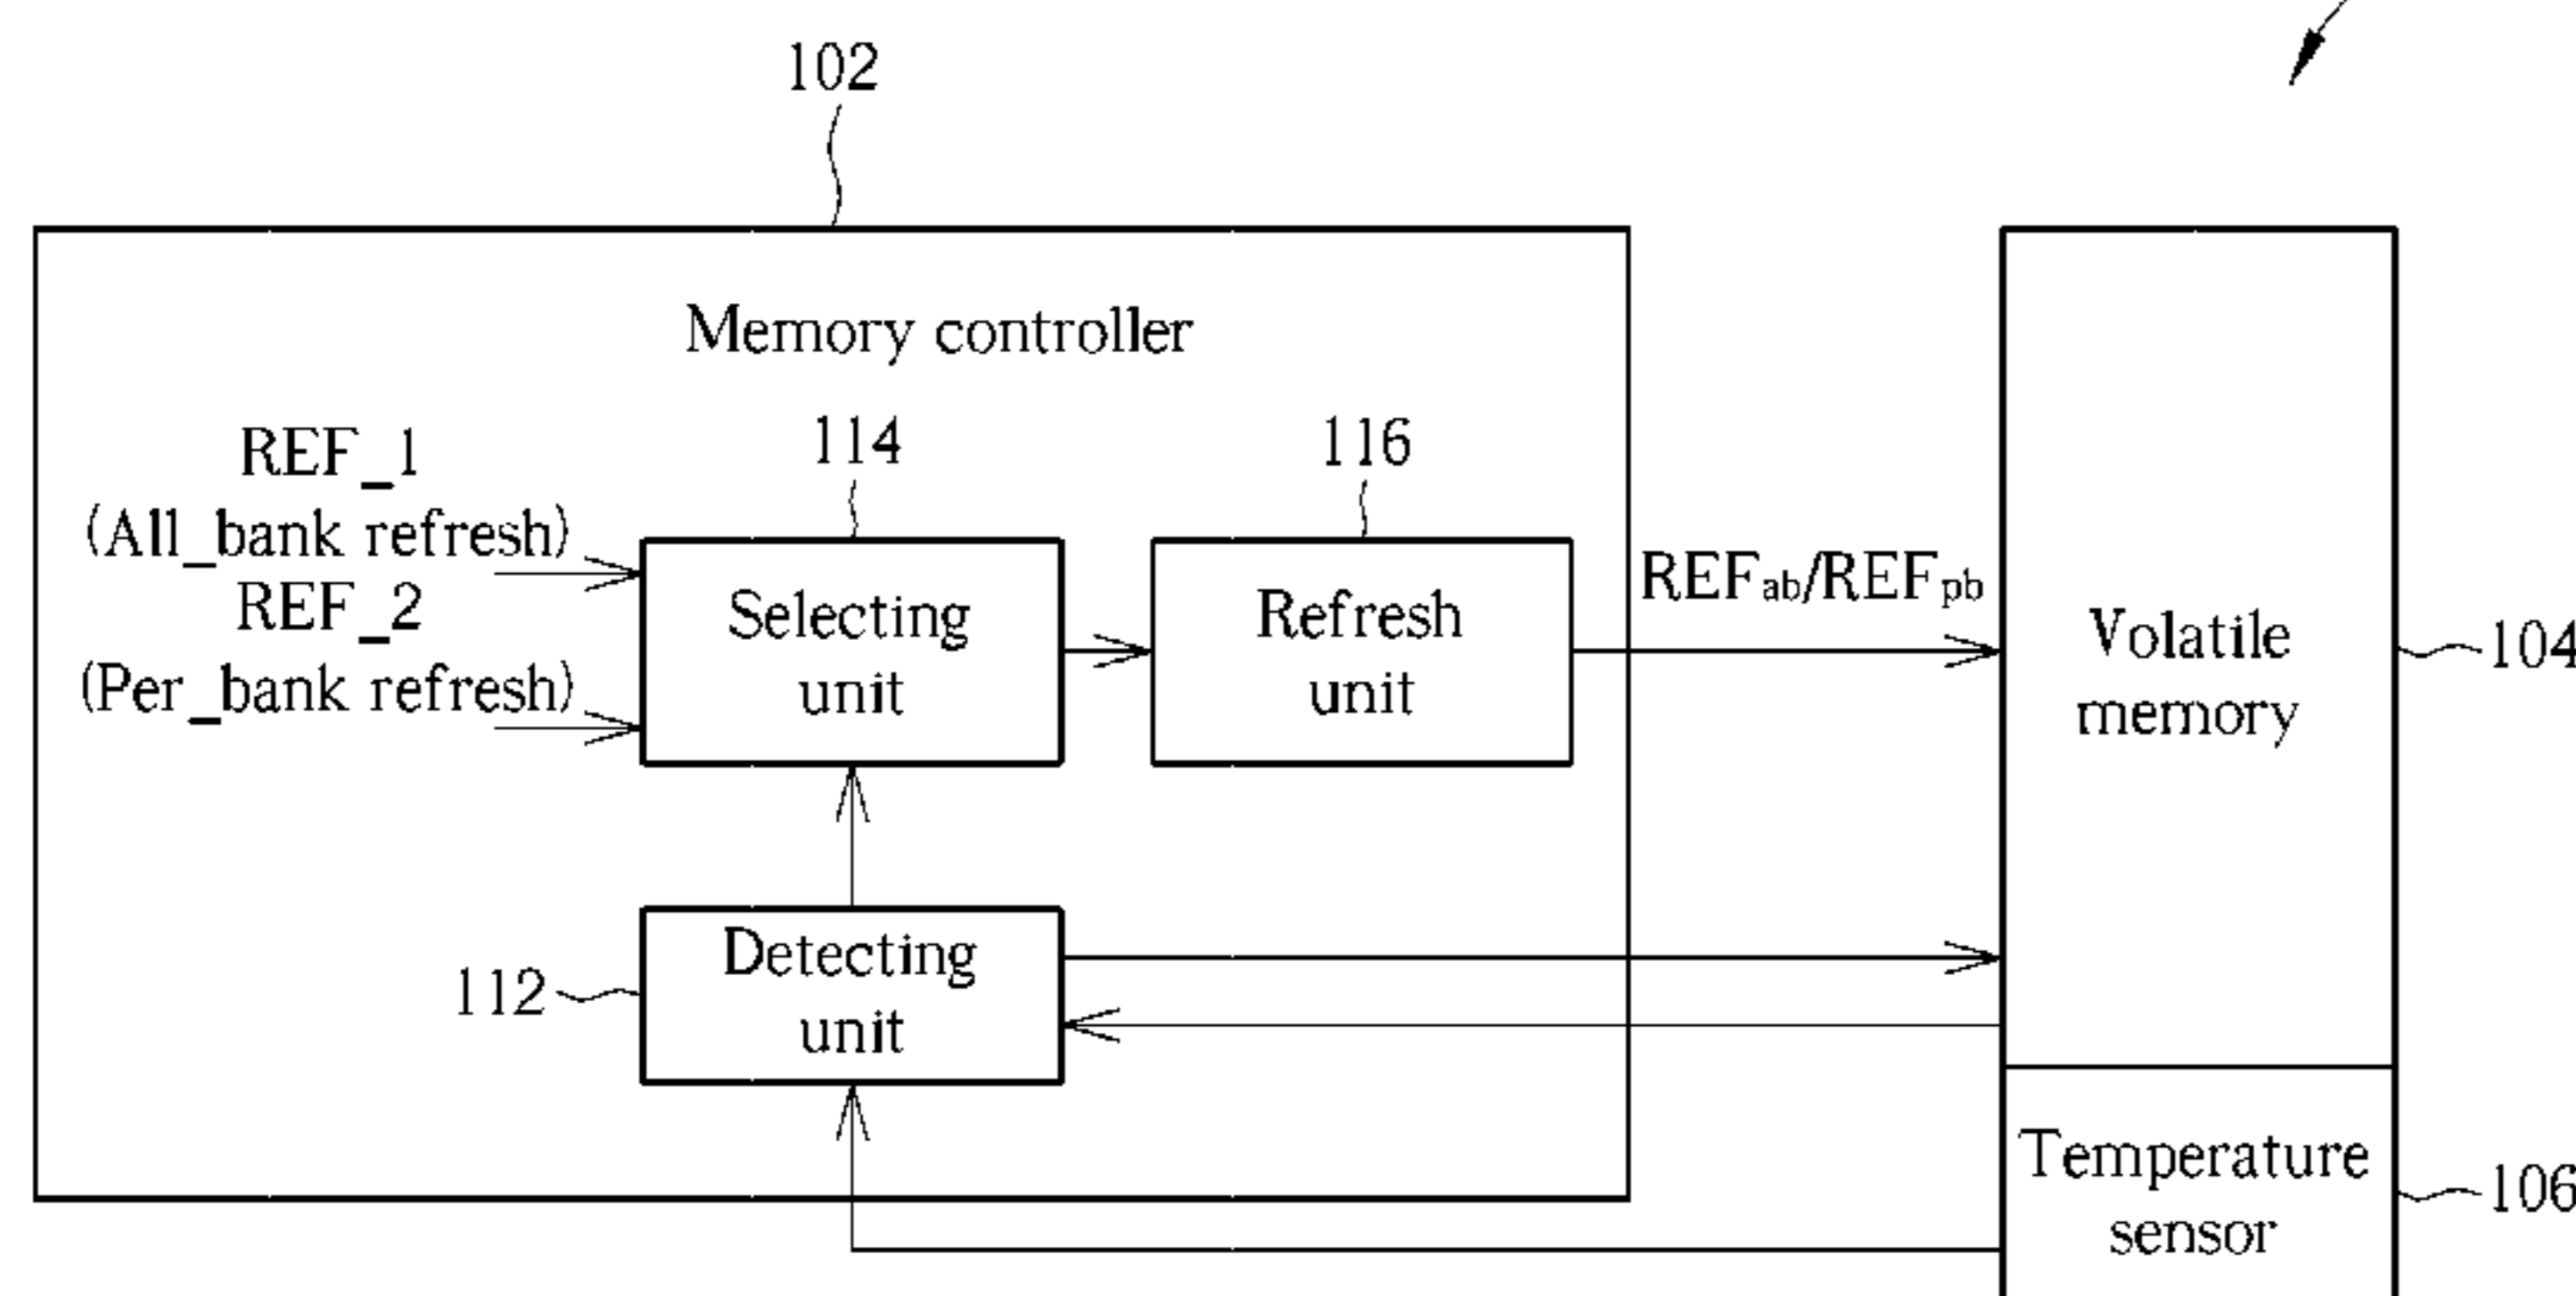 102
Memory controller
REF_1
(All_bank refresh)
REF_2
(Per_bank refresh)
114
116
Selecting
unit
Refresh
unit
REFab/REFpb
Volatile
memory
104
112
Detecting
unit
Temperature
sensor
106